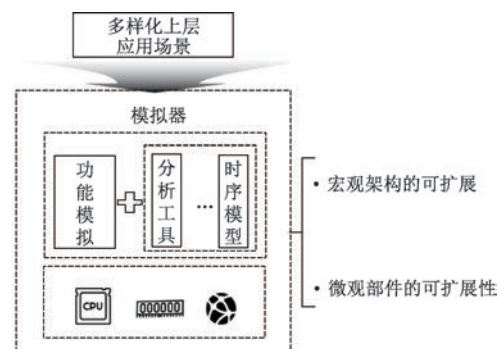 多样化上层
应用场景
模拟器
功能模拟
分析工具
...
时序模型
• 宏观架构的可扩展
• 微观部件的可扩展性
CPU
000000